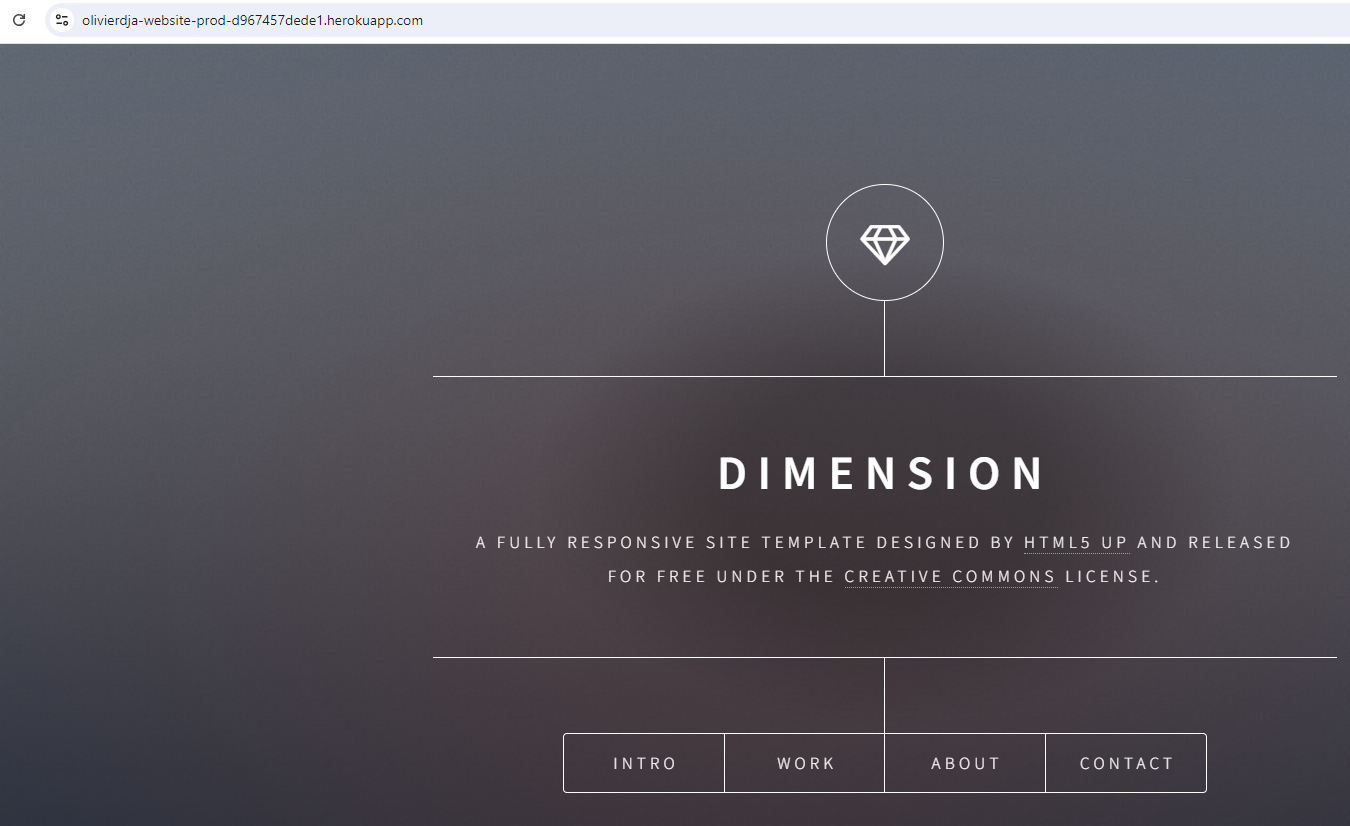 olivierdja-website-prod-d967457dede1.herokuapp.com
DIMENSION
A FULLY RESPONSIVE SITE TEMPLATE DESIGNED BY HTML5 UP AND RELEASED
FOR FREE UNDER THE CREATIVE COMMONS LICENSE.
INTRO WORK ABOUT CONTACT